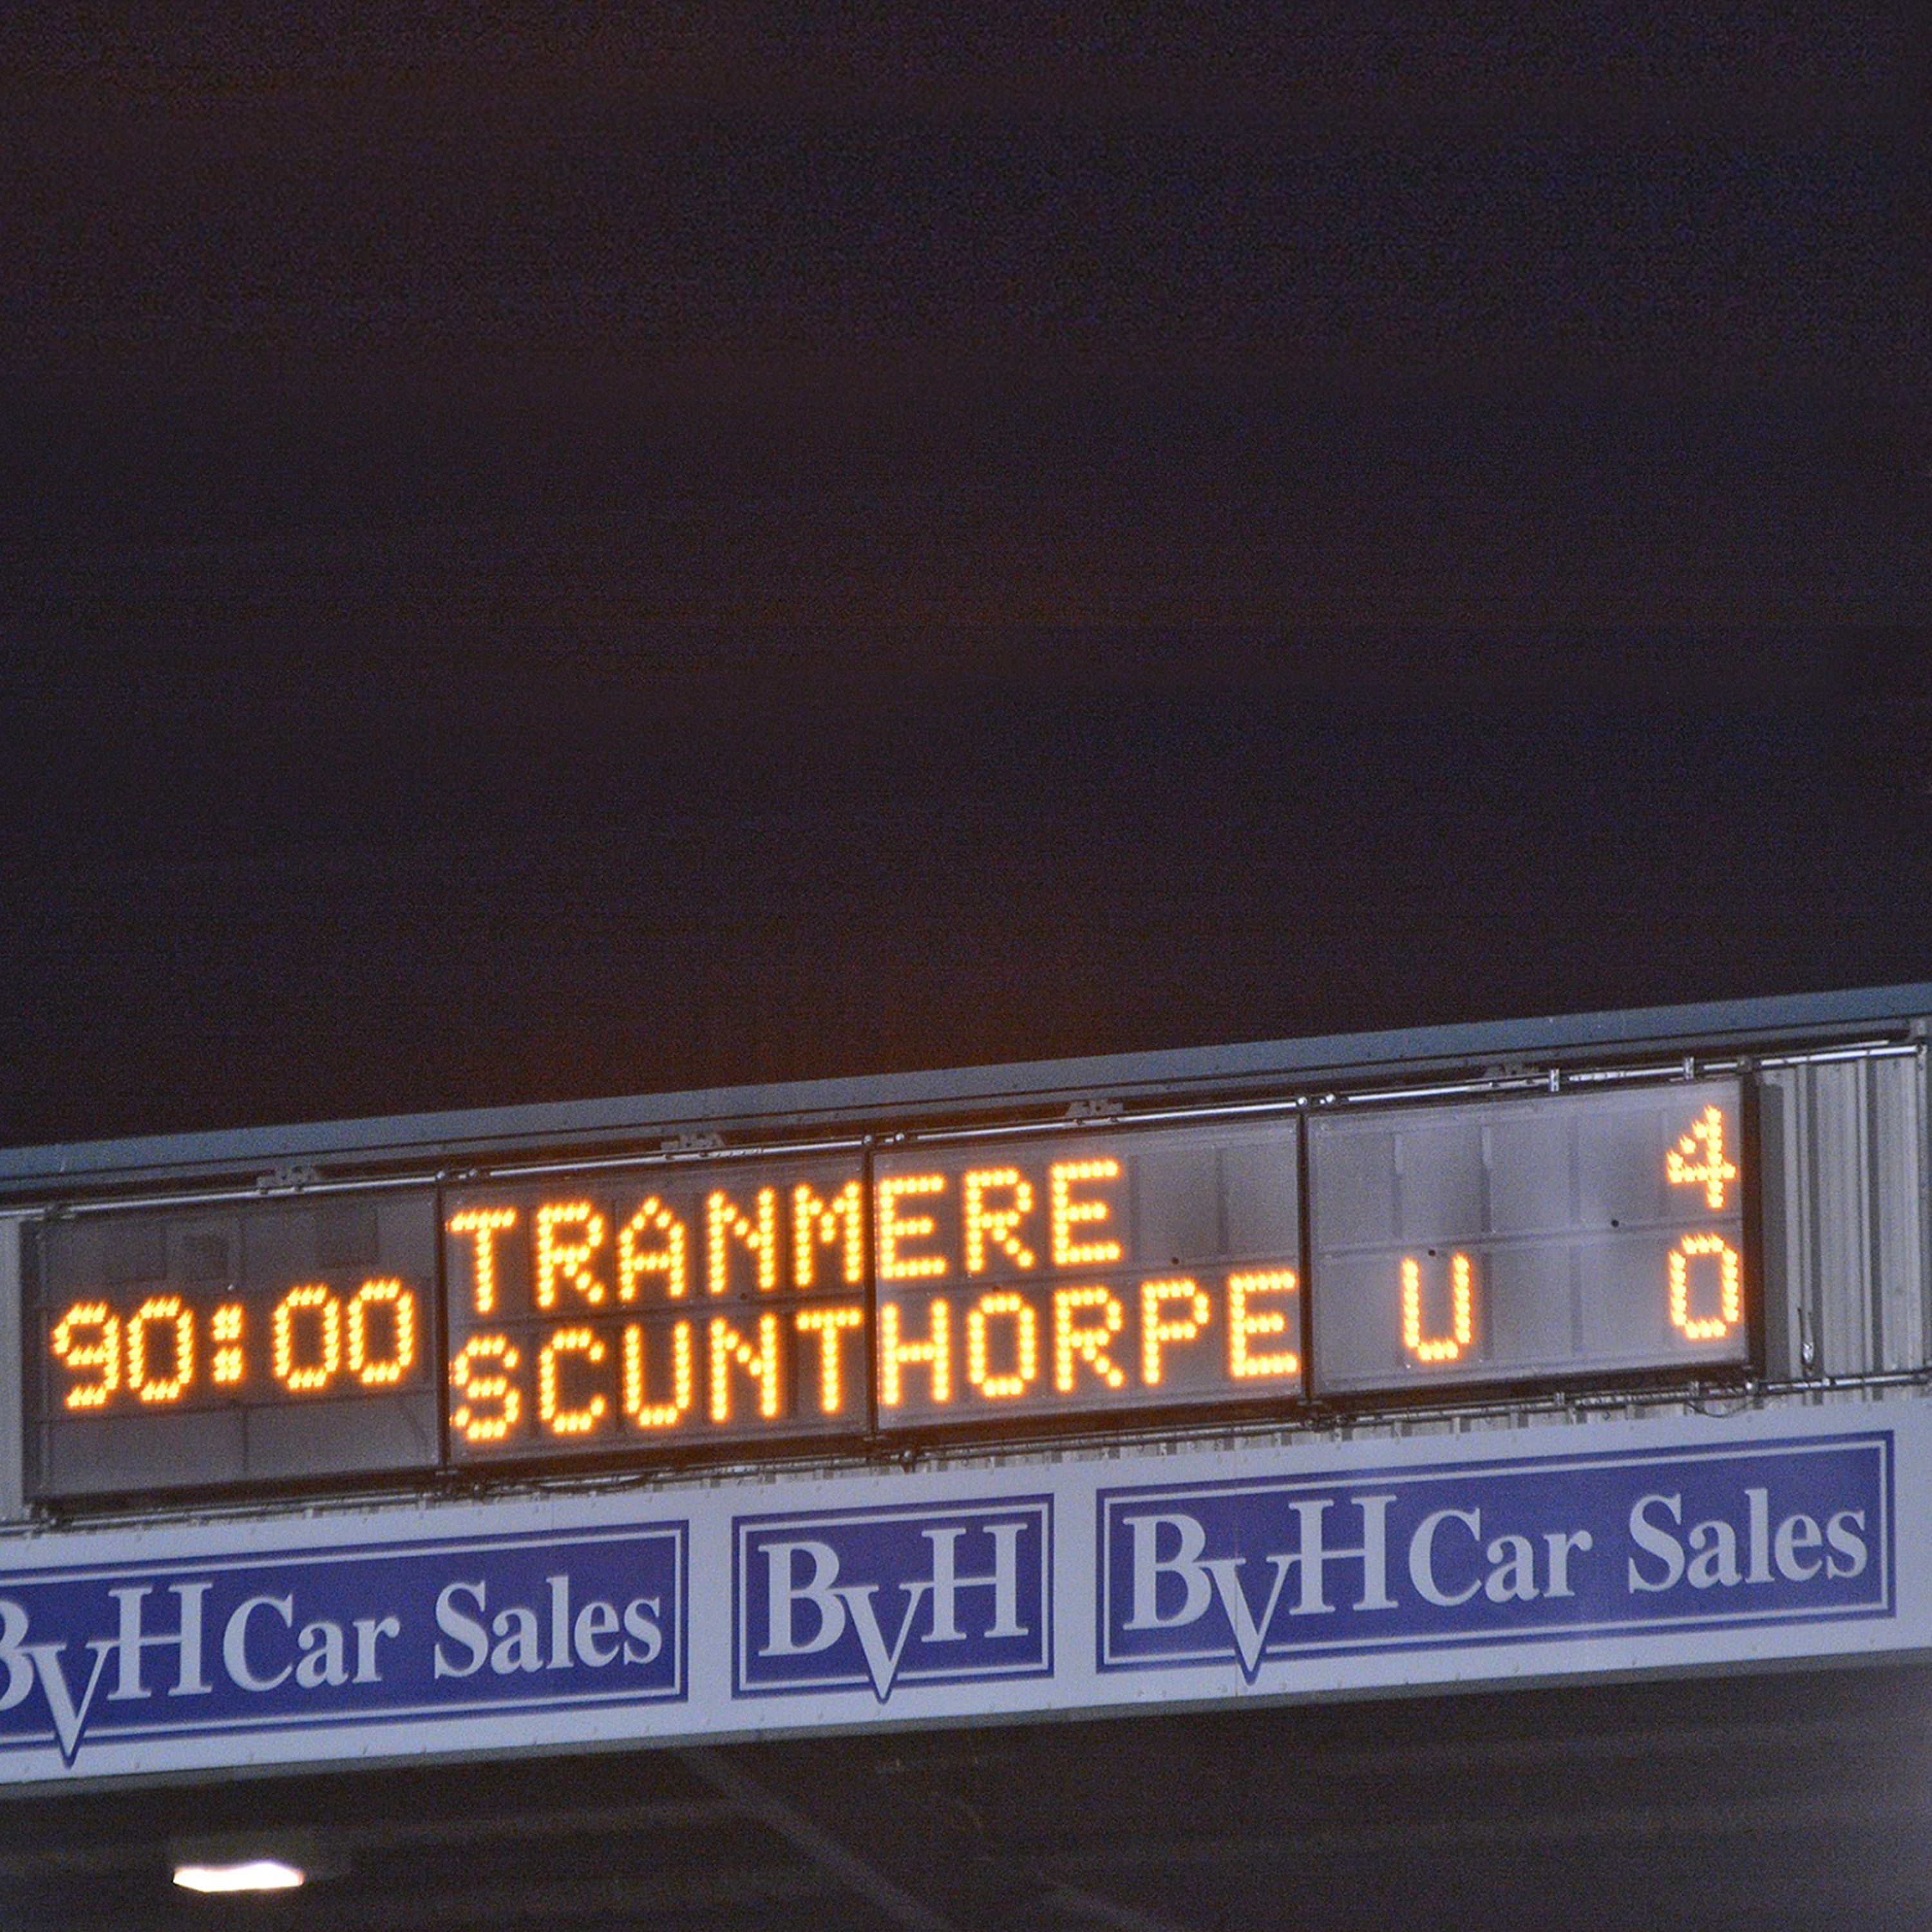 90:00
TRANMERE 4
SCUNTHORPE U 0
BVH Car Sales
BVH
BVH Car Sales